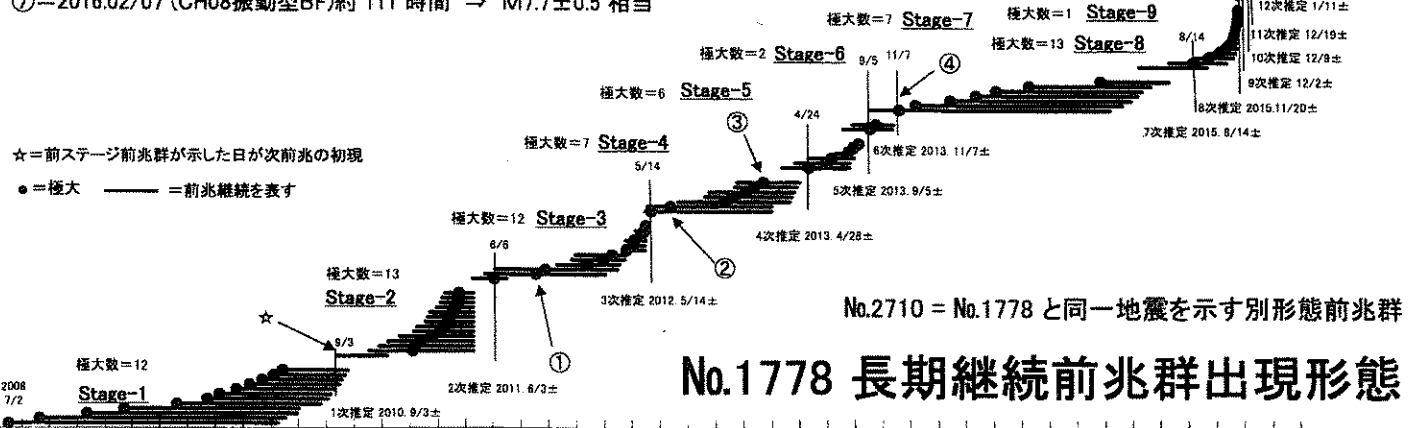 ⑦=2016.02/07 (CH08振動型BF)約 111 時間 ⇒ M7.7±0.5 相当
極大数=7 Stage-7
極大数=1 Stage-9
12次推定 1/11±
極大数=2 Stage-6
極大数=13 Stage-8
8/14
11次推定 12/19±
9/5 11/7
④
10次推定 12/9±
極大数=6 Stage-5
9次推定 12/2±
③
4/24
8次推定 2015.11/20±
極大数=7 Stage-4
7次推定 2015.8/14±
☆=前ステージ前兆群が示した日が次前兆の初現
5/14
6次推定 2013.11/7±
●=極大 ――― =前兆継続を表す
5次推定 2013.9/5±
極大数=12 Stage-3
4次推定 2013.4/28±
6/6
②
極大数=13
Stage-2
3次推定 2012.5/14±
No.2710 = No.1778 と同一地震を示す別形態前兆群
☆
9/3
①
極大数=12
No.1778 長期継続前兆群出現形態
2008
7/2
Stage-1
2次推定 2011.6/3±
1次推定 2010.9/3±